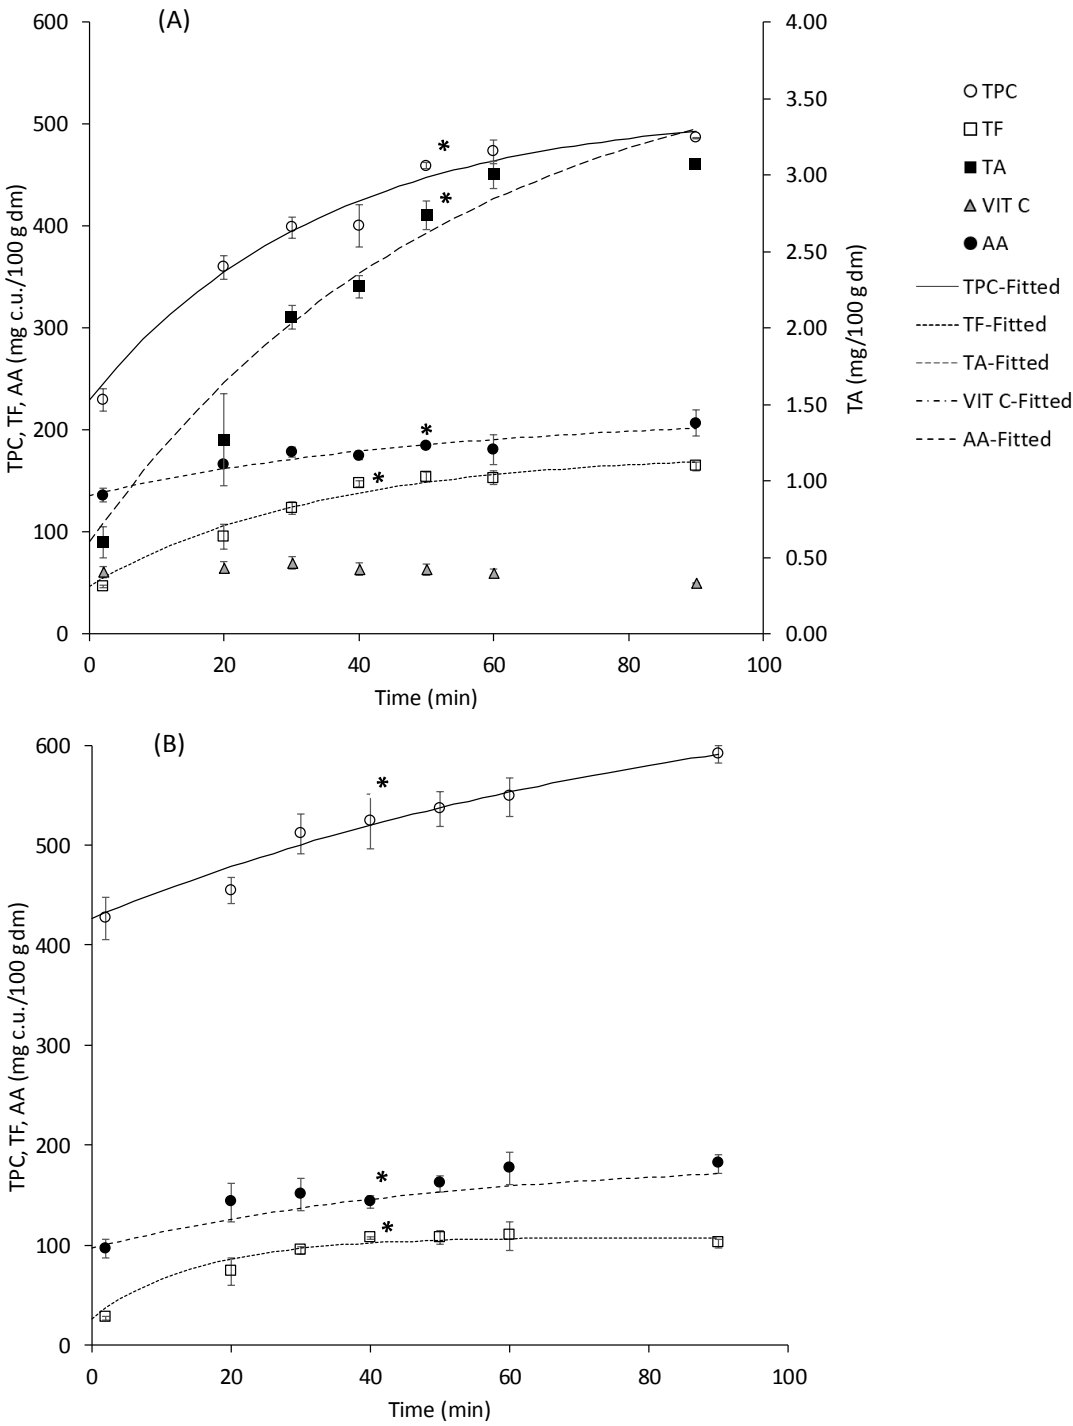 (A)
600
500
400
300
200
100
0
TPC, TF, AA (mg c.u./100 g dm)
4.00
3.50
3.00
2.50
2.00
1.50
1.00
0.50
0.00
TA (mg/100 g dm)
* 
*
*
*
0 20 40 60 80 100
Time (min)
TPC
TF
TA
VIT C
AA
TPC-Fitted
TF-Fitted
TA-Fitted
VIT C-Fitted
AA-Fitted
(B)
600
500
400
300
200
100
0
TPC, TF, AA (mg c.u./100 g dm)
*
*
*
0 20 40 60 80 100
Time (min)